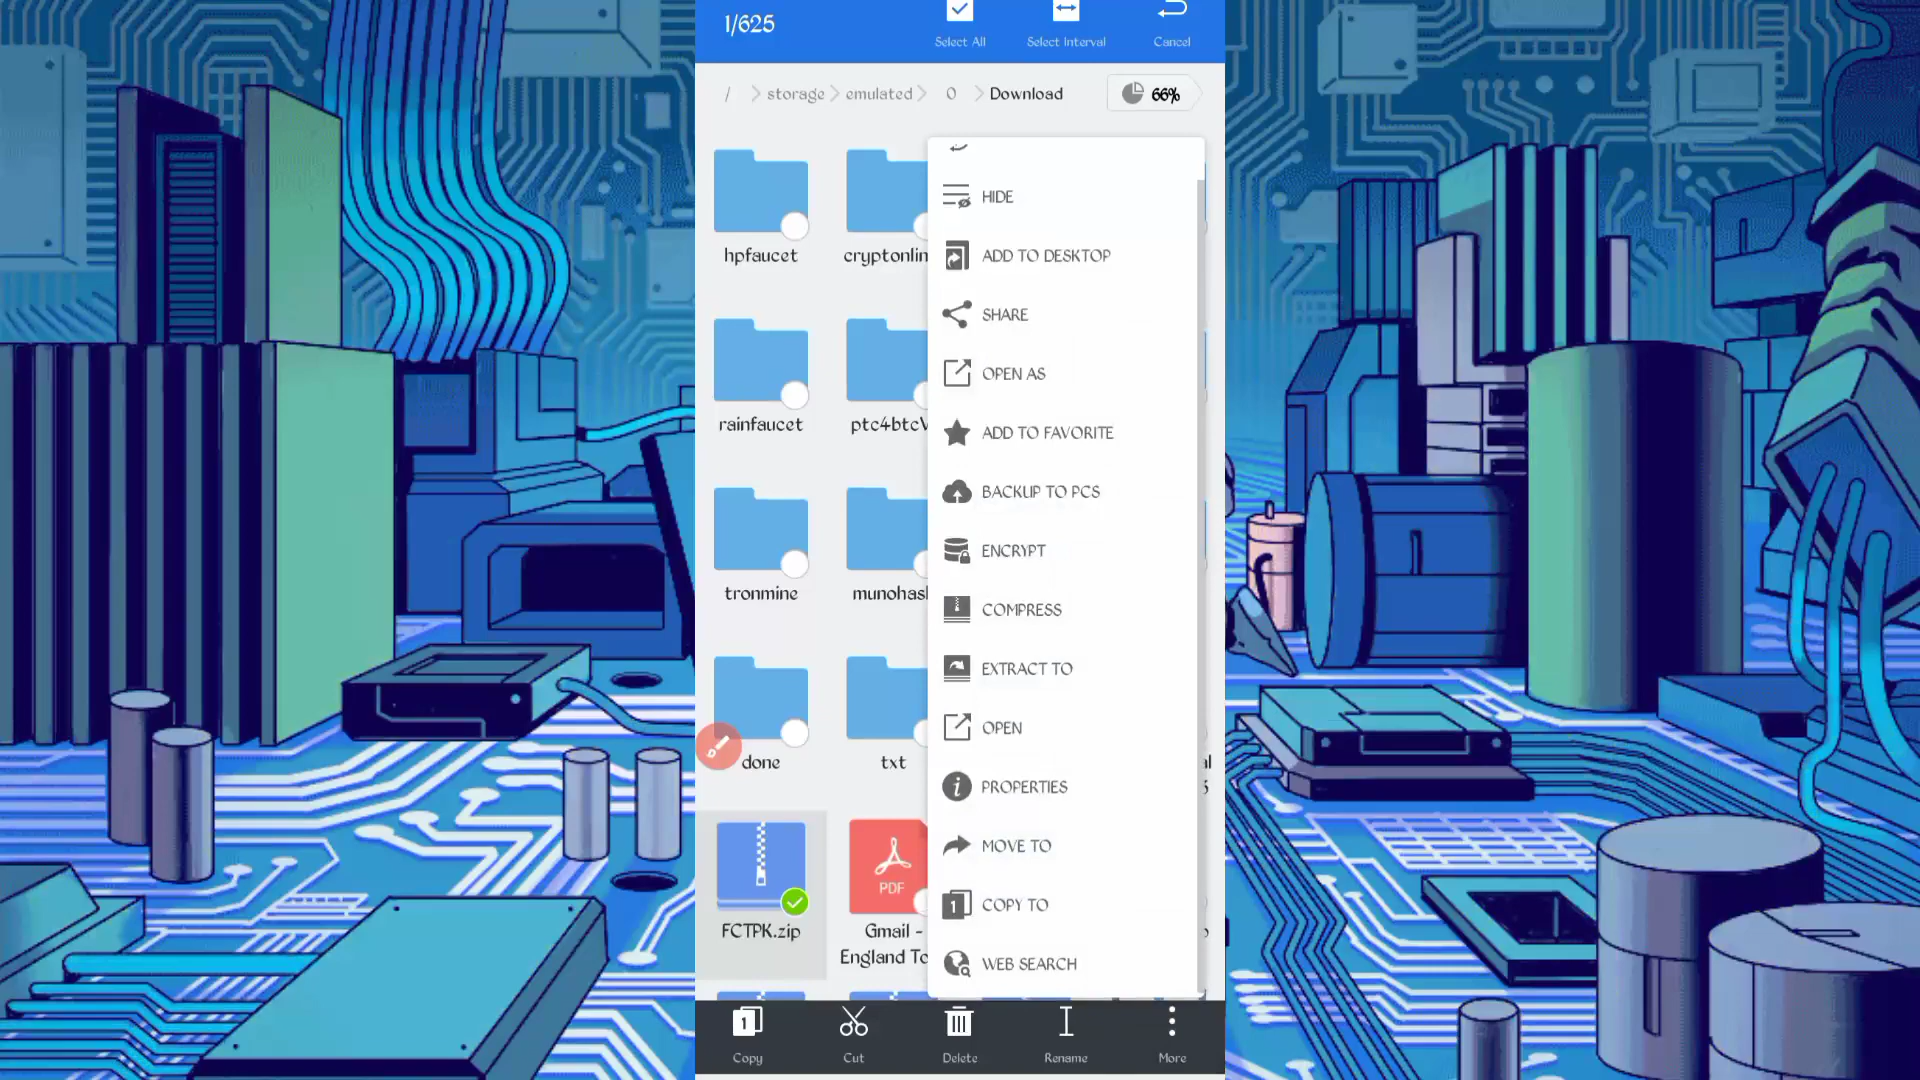 1/625
Select All
Select Interval
Cancel
/
storage
emulated
0
Download
66%
hpfaucet
rainfaucet
tronmine
munohas
done
txt
FCTPK.zip
PDF
Gmail -
England To
HIDE
ADD TO DESKTOP
SHARE
OPEN AS
ADD TO FAVORITE
BACKUP TO PCS
ENCRYPT
COMPRESS
EXTRACT TO
OPEN
PROPERTIES
MOVE TO
COPY TO
WEB SEARCH
Copy
Cut
Delete
Rename
More